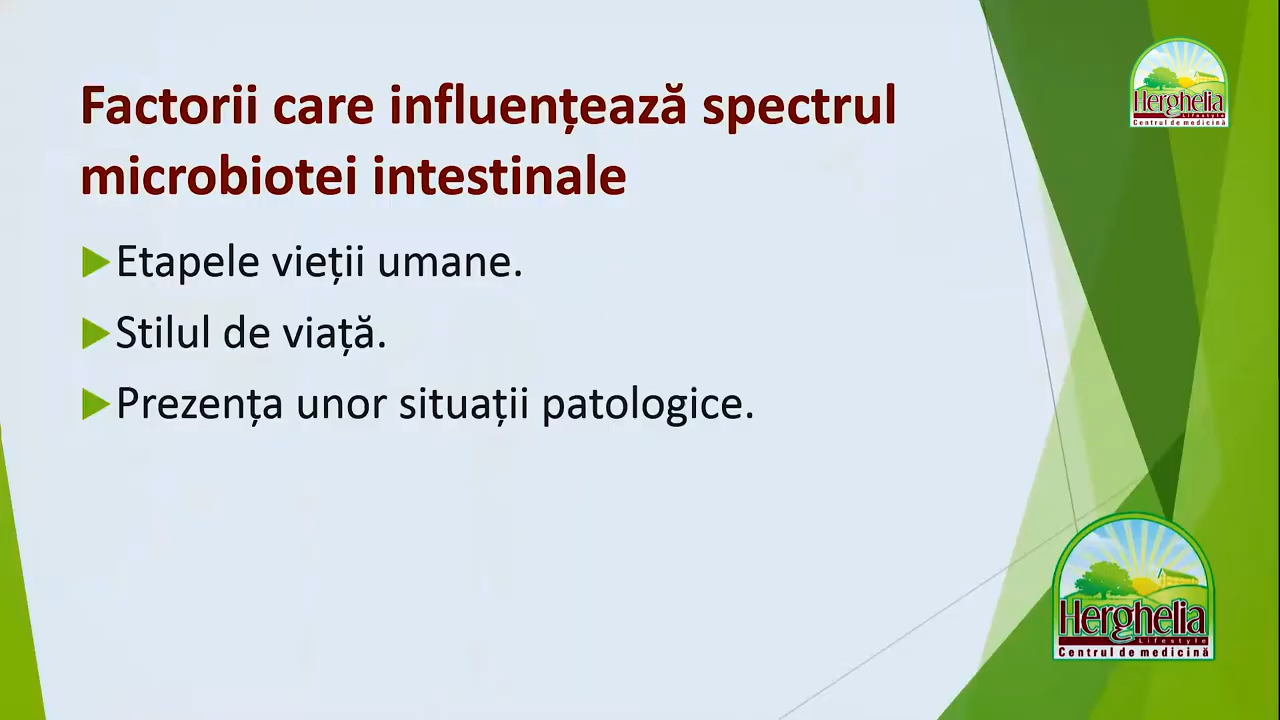 Factorii care influențează spectrul
microbiotei intestinale
Etapele vieții umane.
Stilul de viață.
Prezența unor situații patologice.
Herghelia
Lifestyle
Centrul de medicină
Herghelia
Lifestyle
Centrul de medicină